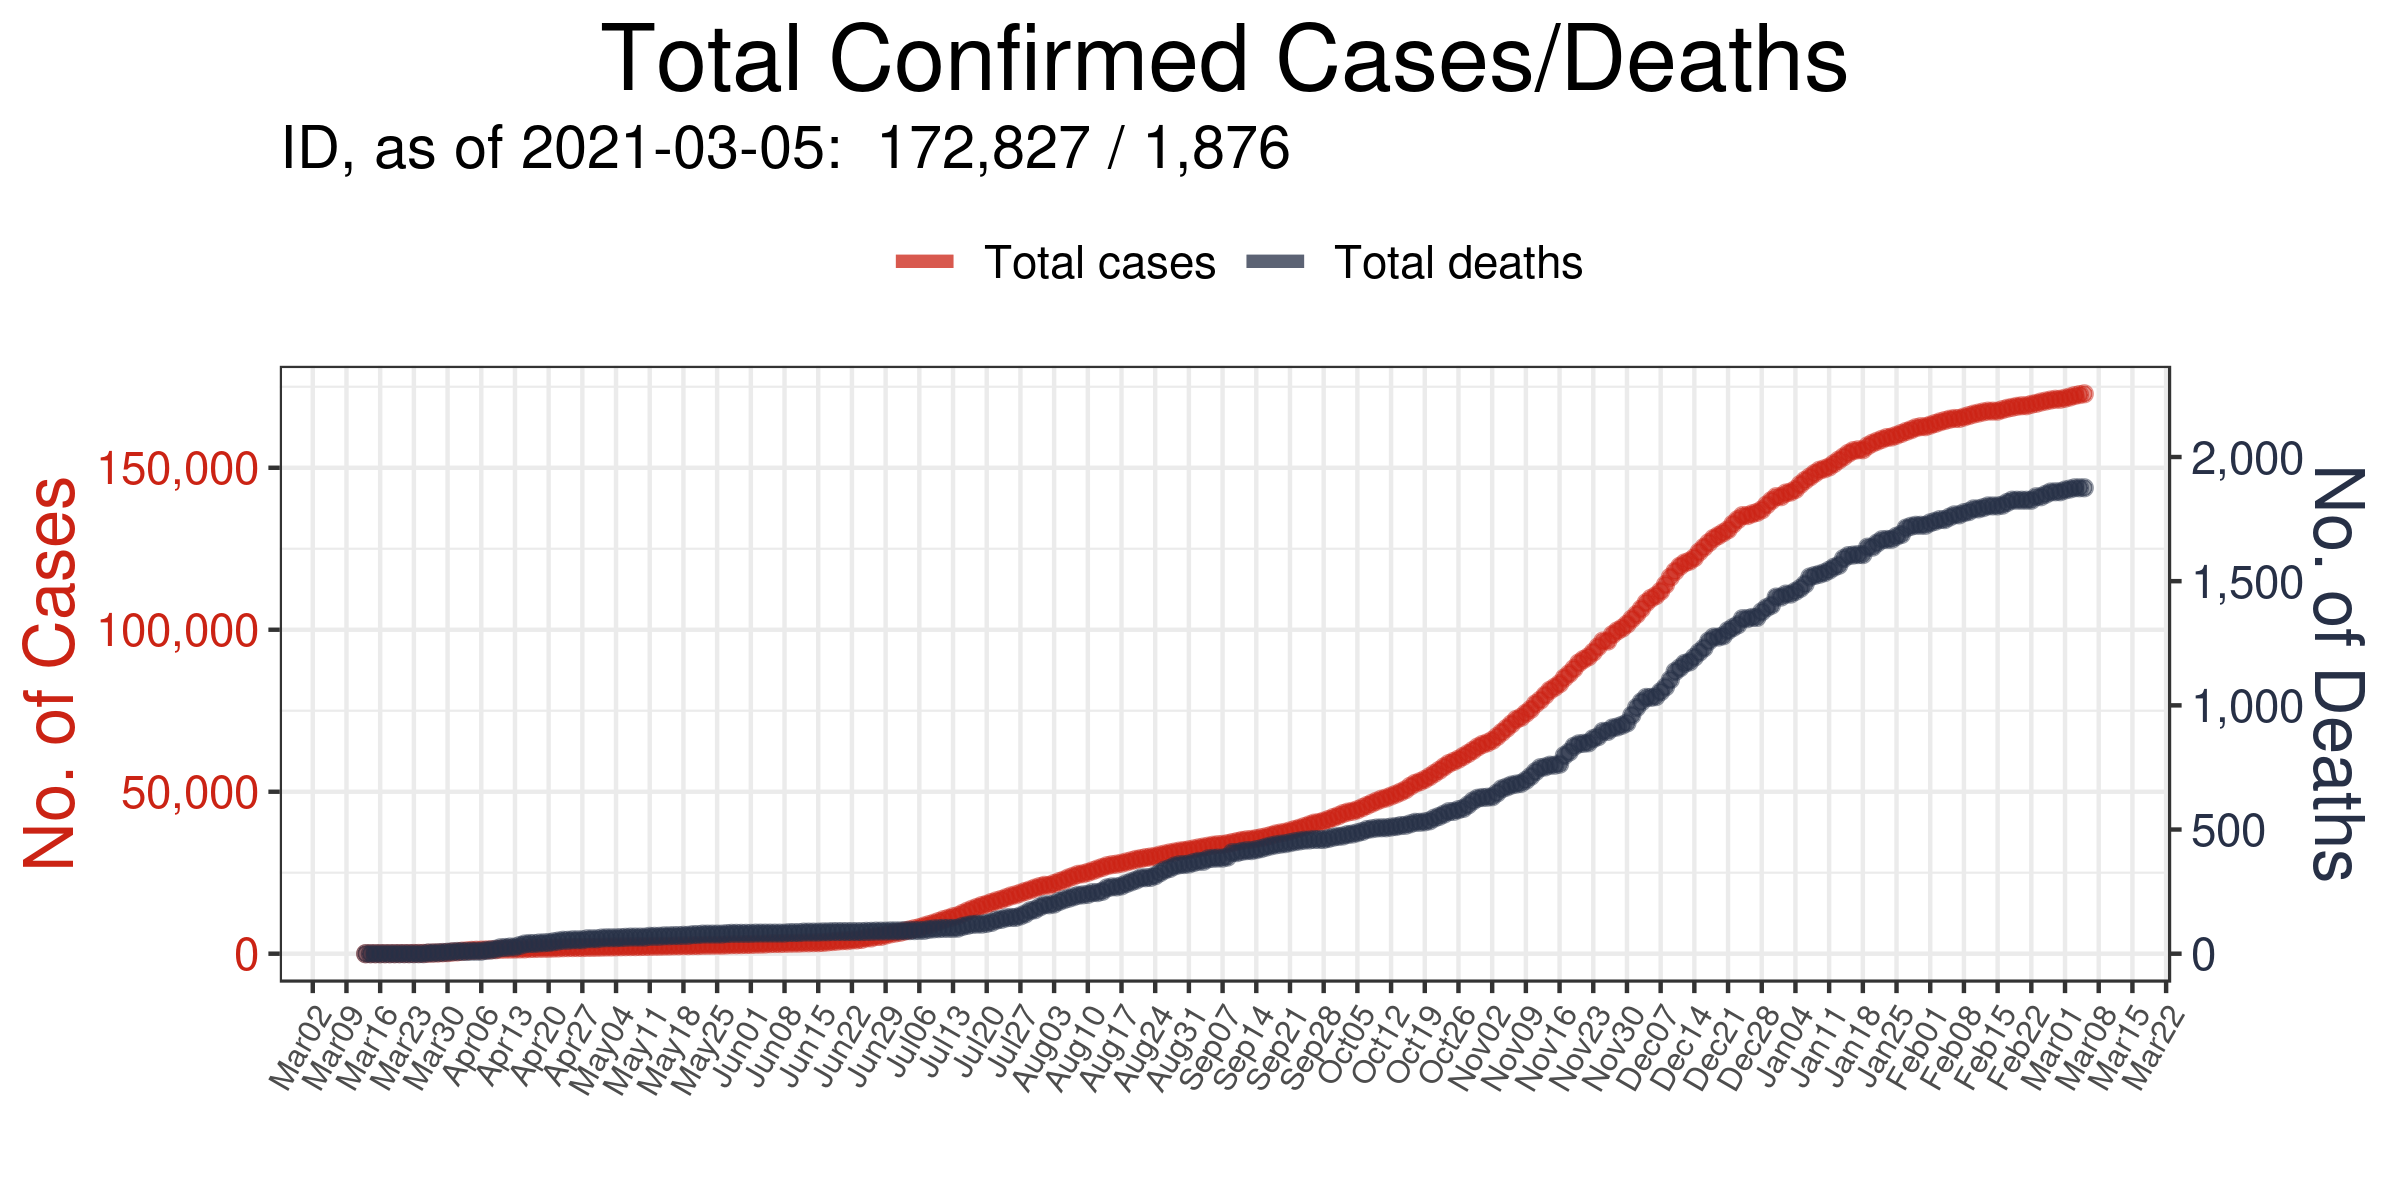 Total Confirmed Cases/Deaths
ID, as of 2021-03-05:  172,827 / 1,876
Total cases
Total deaths
No. of Cases
150,000
100,000
50,000
0
2,000
1,500
1,000
500
0
No. of Deaths
Mar02
Mar09
Mar16
Mar23
Mar30
Apr06
Apr13
Apr20
Apr27
May04
May11
May18
May25
Jun01
Jun08
Jun15
Jun22
Jun29
Jul06
Jul13
Jul20
Jul27
Aug03
Aug10
Aug17
Aug24
Aug31
Sep07
Sep14
Sep21
Sep28
Oct05
Oct12
Oct19
Oct26
Nov02
Nov09
Nov16
Nov23
Nov30
Dec07
Dec14
Dec21
Dec28
Jan04
Jan11
Jan18
Jan25
Feb01
Feb08
Feb15
Feb22
Mar01
Mar08
Mar15
Mar22